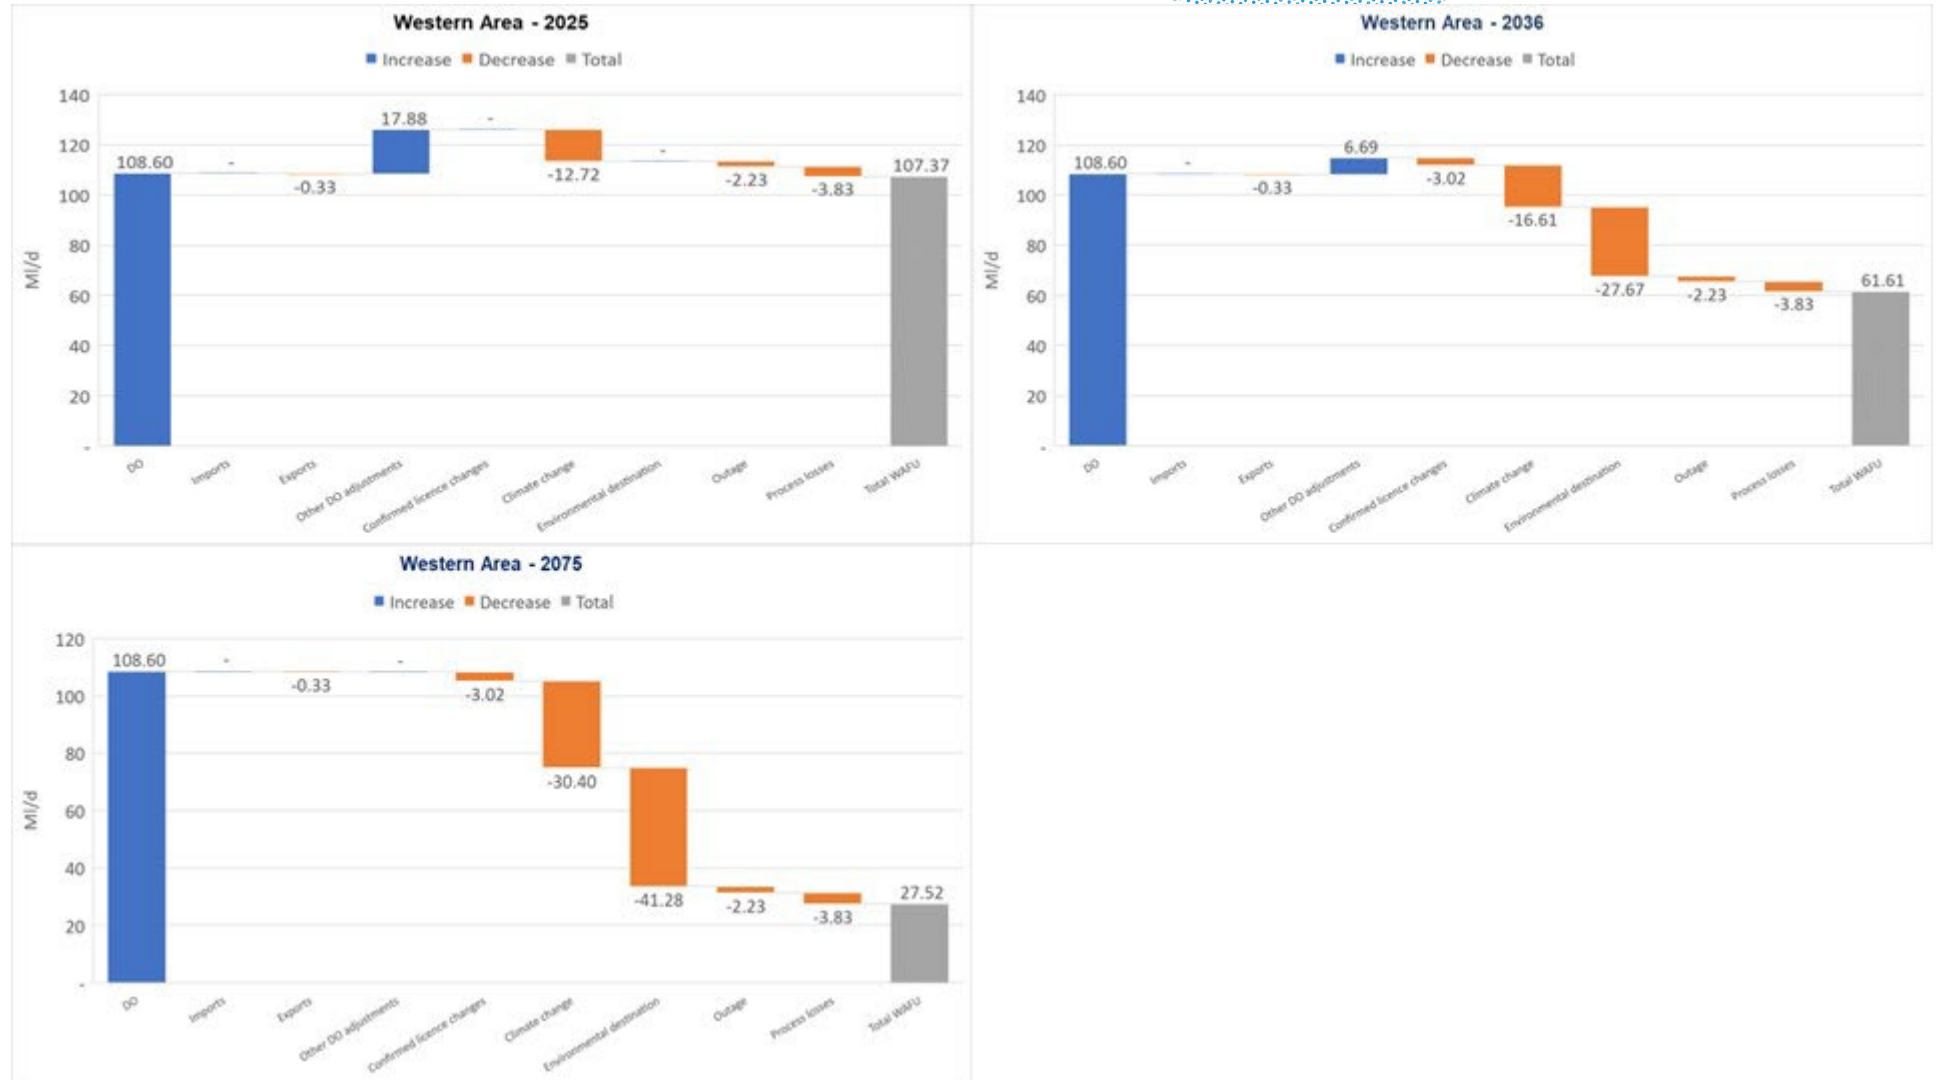 Western Area - 2025
Increase Decrease Total
140
120
100
80
60
40
20
-
Ml/d
108.60
-
-0.33
17.88
-
-12.72
-
-2.23
-3.83
107.37
DO
Imports
Exports
Other DO adjustments
Confirmed licence changes
Climate change
Environmental destination
Outage
Process losses
Total WAFU
Western Area - 2036
Increase Decrease Total
140
120
100
80
60
40
20
-
Ml/d
108.60
-
-0.33
6.69
-3.02
-16.61
-27.67
-2.23
-3.83
61.61
DO
Imports
Exports
Other DO adjustments
Confirmed licence changes
Climate change
Environmental destination
Outage
Process losses
Total WAFU
Western Area - 2075
Increase Decrease Total
120
100
80
60
40
20
-
Ml/d
108.60
-
-0.33
-
-3.02
-30.40
-41.28
-2.23
-3.83
27.52
DO
Imports
Exports
Other DO adjustments
Confirmed licence changes
Climate change
Environmental destination
Outage
Process losses
Total WAFU